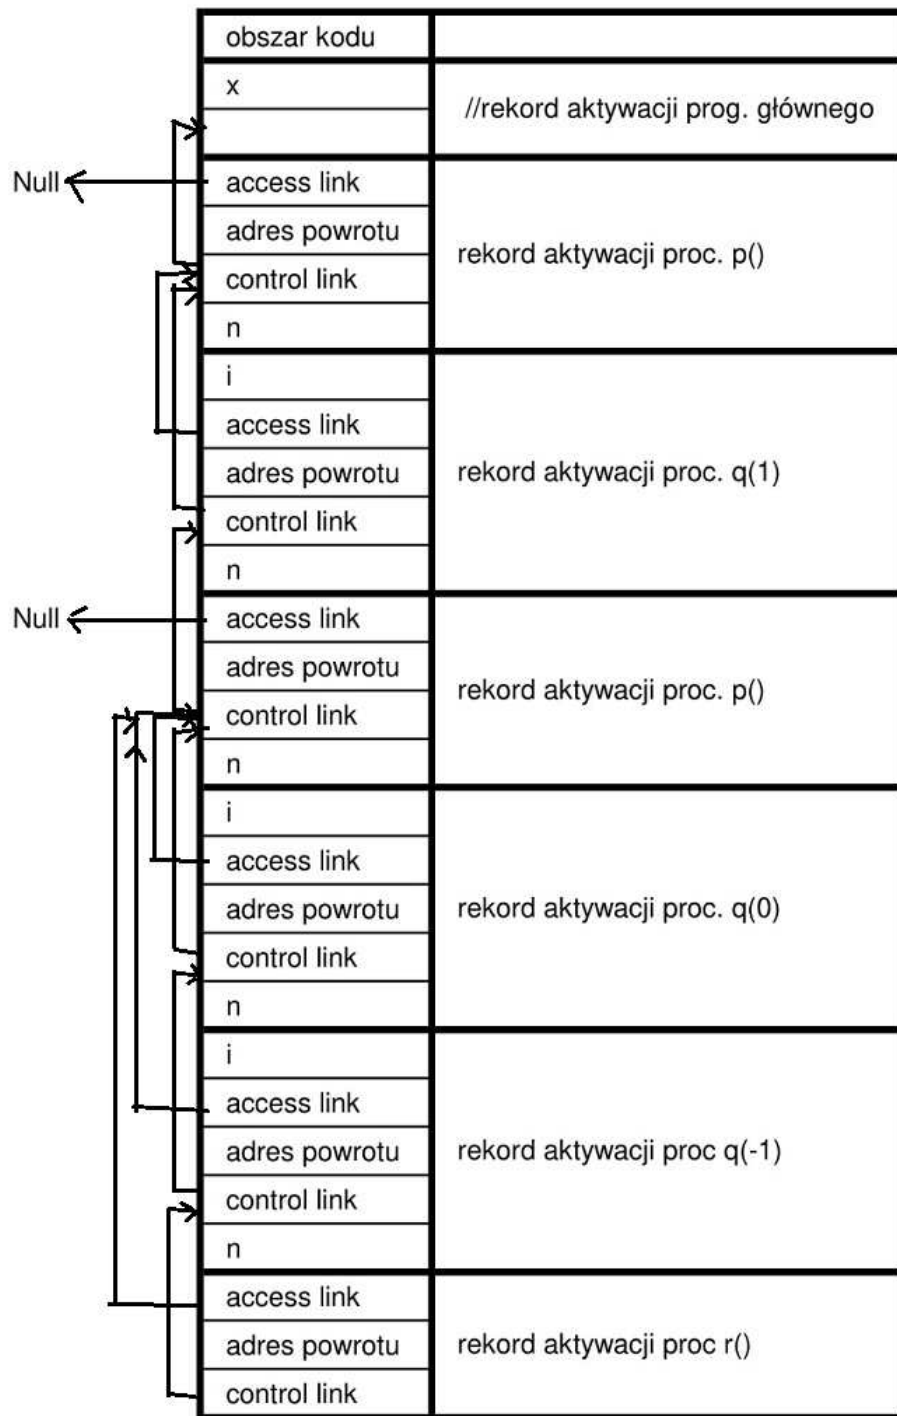 obszar kodu
x
//rekord aktywacji prog. głównego
Null
access link
adres powrotu
rekord aktywacji proc. p()
control link
n
i
access link
adres powrotu
rekord aktywacji proc. q(1)
control link
n
Null
access link
adres powrotu
rekord aktywacji proc. p()
control link
n
i
access link
adres powrotu
rekord aktywacji proc. q(0)
control link
n
i
access link
adres powrotu
rekord aktywacji proc q(-1)
control link
n
access link
adres powrotu
rekord aktywacji proc r()
control link